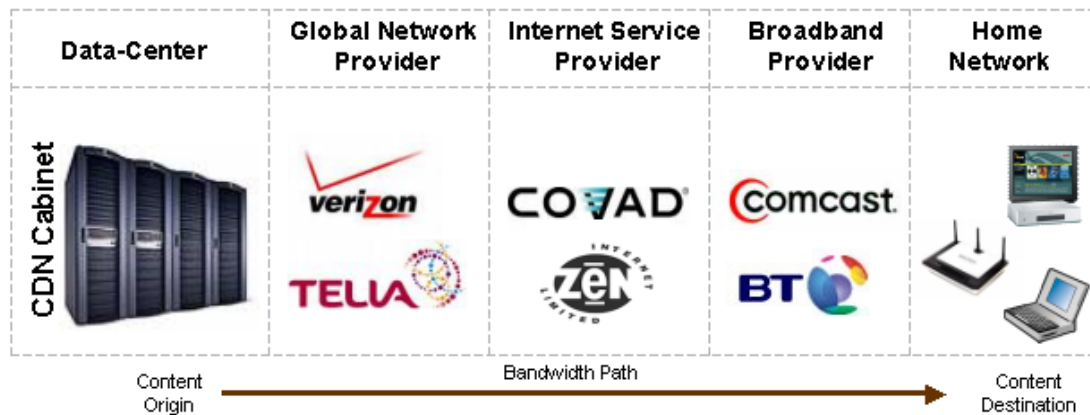 Data-Center
Global Network
Provider
Internet Service
Provider
Broadband
Provider
Home
Network
CDN Cabinet
verizon
TELIA
COVAD®
ZeN
INTERNET
LIMITED
Comcast.
BT
Content
Origin
Bandwidth Path
Content
Destination